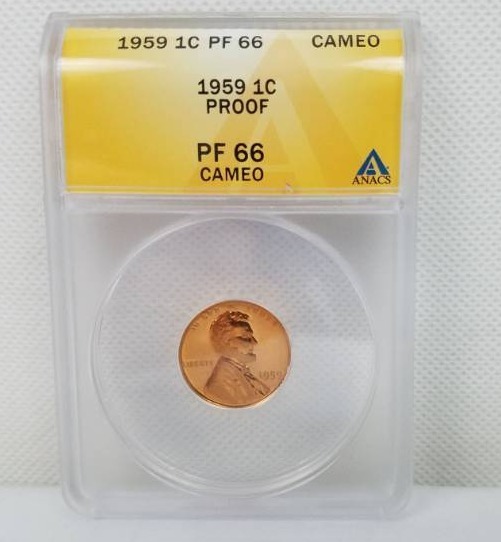 1959 1C PF 66 CAMEO
1959 1C
PROOF
PF 66
CAMEO
ANACS
LIBERTY
1959